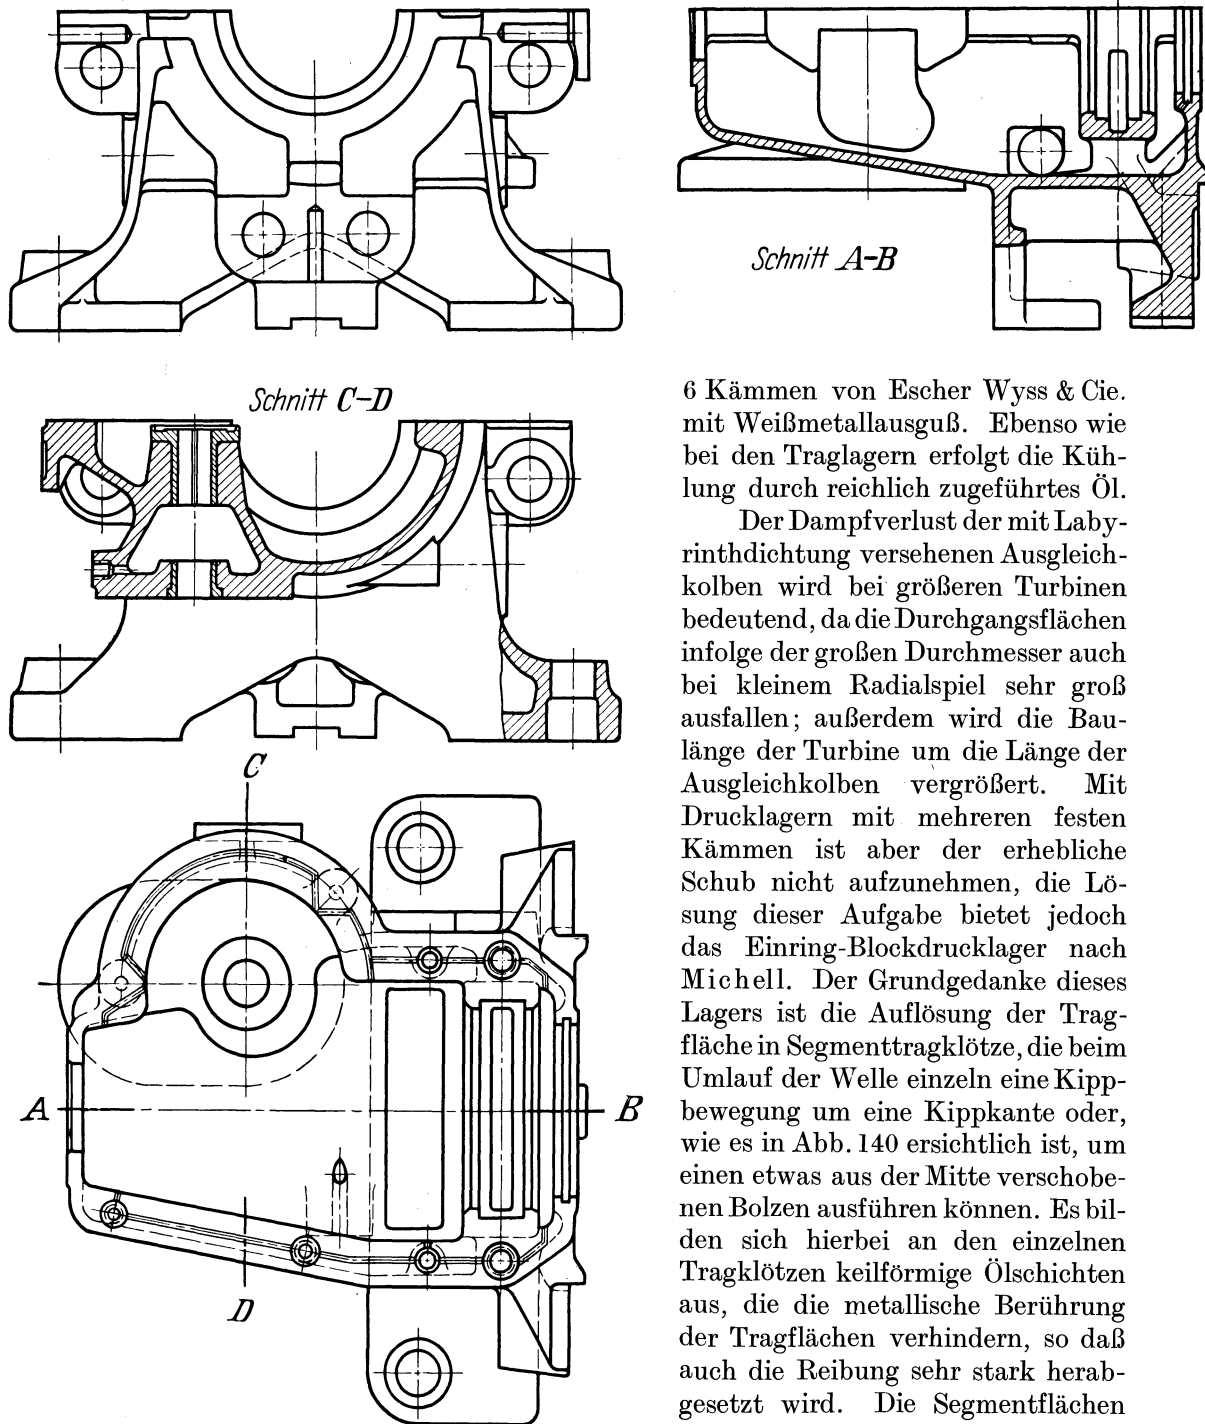 Schnitt A-B
Schnitt C-D
C
A
B
D
6 Kämmen von Escher Wyss & Cie.
mit Weißmetallausguß. Ebenso wie
bei den Traglagern erfolgt die Küh-
lung durch reichlich zugeführtes Öl.
Der Dampfverlust der mit Laby-
rinthdichtung versehenen Ausgleich-
kolben wird bei größeren Turbinen
bedeutend, da die Durchgangsflächen
infolge der großen Durchmesser auch
bei kleinem Radialspiel sehr groß
ausfallen; außerdem wird die Bau-
länge der Turbine um die Länge der
Ausgleichkolben vergrößert. Mit
Drucklagern mit mehreren festen
Kämmen ist aber der erhebliche
Schub nicht aufzunehmen, die Lö-
sung dieser Aufgabe bietet jedoch
das Einring-Blockdrucklager nach
Michell. Der Grundgedanke dieses
Lagers ist die Auflösung der Trag-
fläche in Segmenttragklötze, die beim
Umlauf der Welle einzeln eine Kipp-
bewegung um eine Kippkante oder,
wie es in Abb. 140 ersichtlich ist, um
einen etwas aus der Mitte verschobe-
nen Bolzen ausführen können. Es bil-
den sich hierbei an den einzelnen
Tragklötzen keilförmige Ölschichten
aus, die die metallische Berührung
der Tragflächen verhindern, so daß
auch die Reibung sehr stark herab-
gesetzt wird. Die Segmentflächen